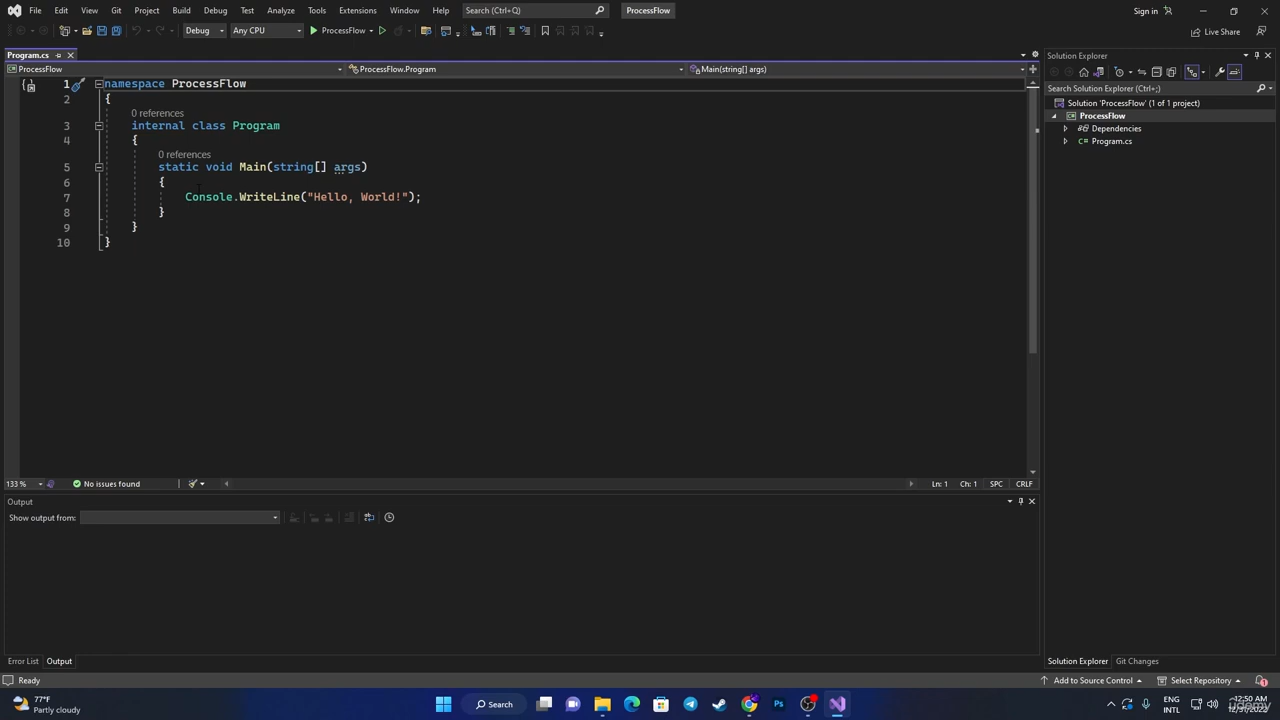 File Edit View Git Project Build Debug Test Analyze Tools Extensions Window Help Search (Ctrl+Q) ProcessFlow Sign in
Debug Any CPU ProcessFlow Live Share
Program.cs
ProcessFlow ProcessFlow.Program Main(string[] args)
1 namespace ProcessFlow
2 {
0 references
3 internal class Program
4 {
0 references
5 static void Main(string[] args)
6 {
7 Console.WriteLine("Hello, World!");
8 }
9 }
10 }
133 % No issues found Ln: 1 Ch: 1 SPC CRLF
Output
Show output from:
Error List Output
Solution Explorer
Search Solution Explorer (Ctrl+;)
Solution 'ProcessFlow' (1 of 1 project)
ProcessFlow
Dependencies
C# Program.cs
Solution Explorer Git Changes
Ready Add to Source Control Select Repository
77°F
Partly cloudy
Search
Ps
ENG
INTL
12:50 AM
udemy